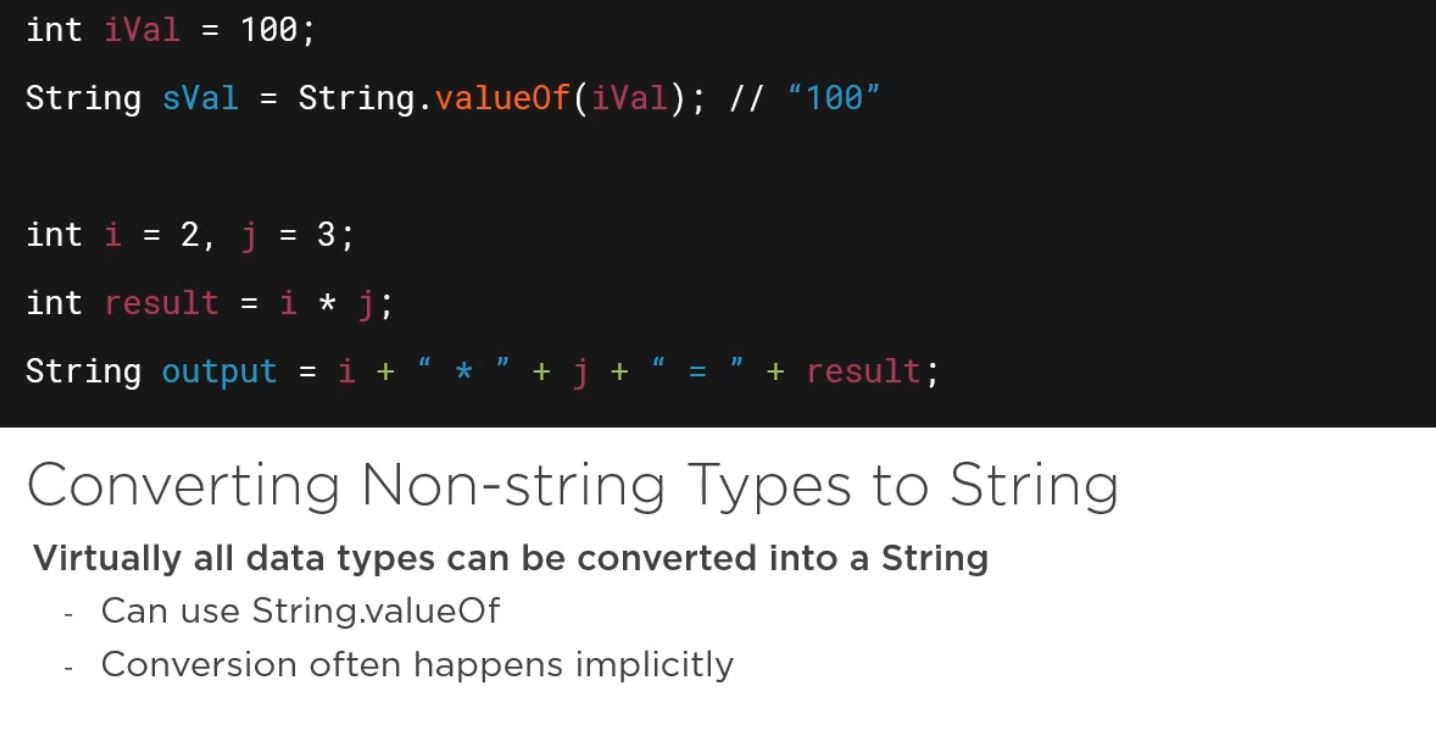 int iVal = 100;
String sVal = String.valueOf(iVal); // “100”
int i = 2, j = 3;
int result = i * j;
String output = i + “ * ” + j + “ = ” + result;
Converting Non-string Types to String
Virtually all data types can be converted into a String
- Can use String.valueOf
- Conversion often happens implicitly